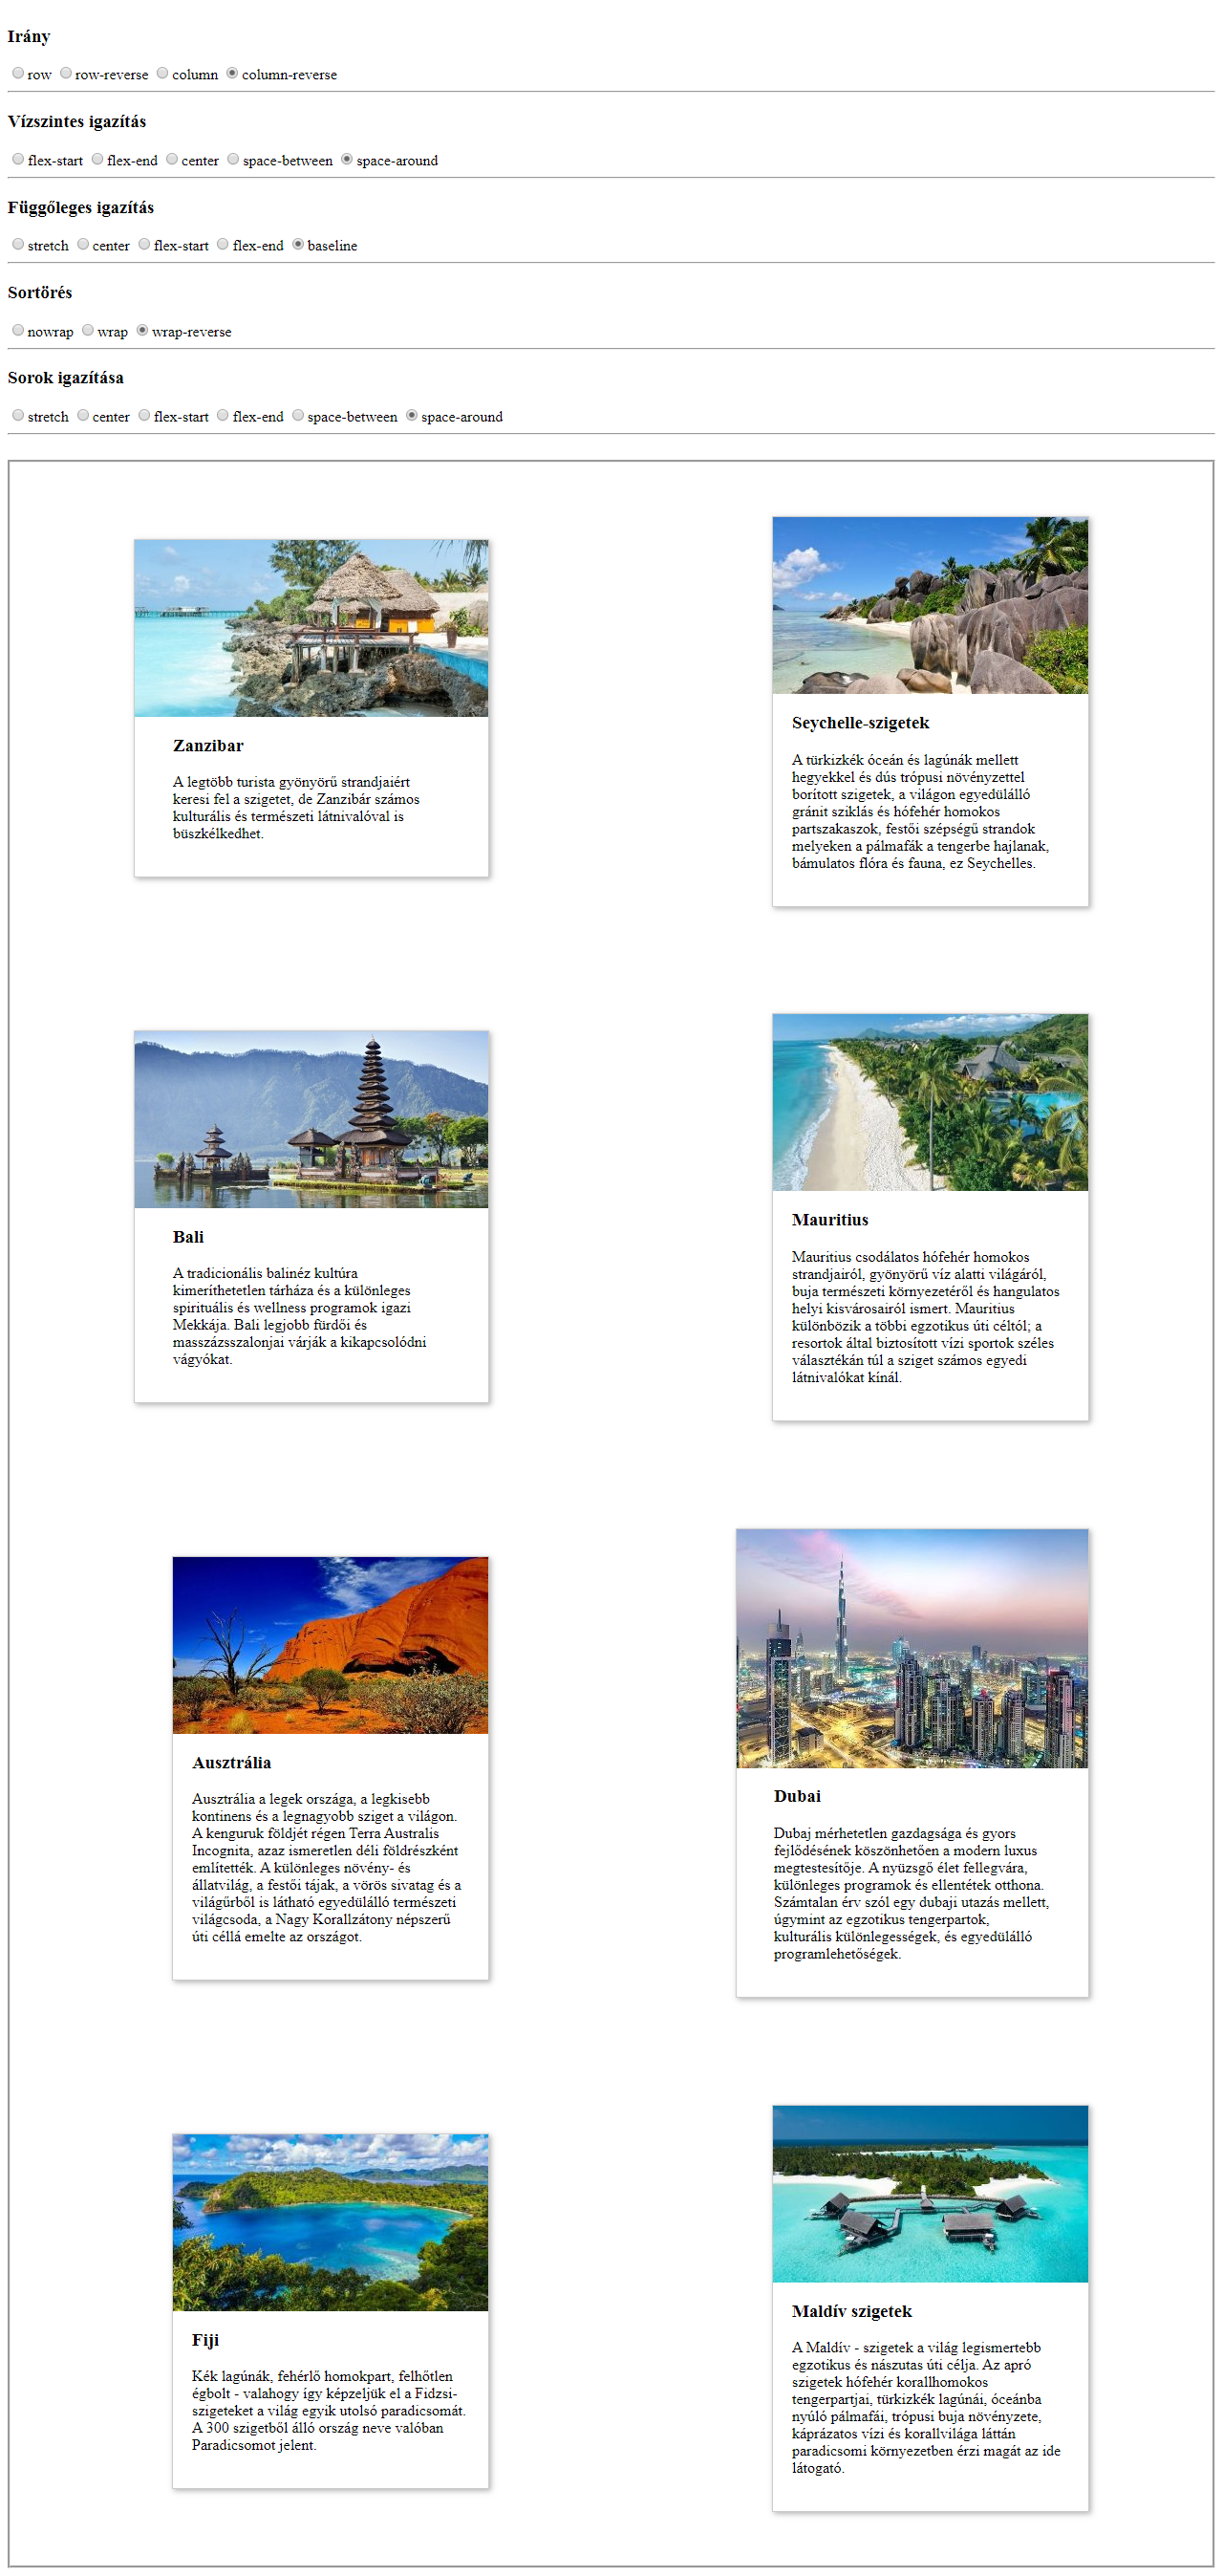 Irány
row row-reverse column column-reverse
Vízszintes igazítás
flex-start flex-end center space-between space-around
Függőleges igazítás
stretch center flex-start flex-end baseline
Sortörés
nowrap wrap wrap-reverse
Sorok igazítása
stretch center flex-start flex-end space-between space-around
Zanzibar
A legtöbb turista gyönyörű strandjaiért
keresi fel a szigetet, de Zanzibár számos
kulturális és természeti látnivalóval is
büszkélkedhet.
Seychelle-szigetek
A türkizkék óceán és lagúnák mellett
hegyekkel és dús trópusi növényzettel
borított szigetek, a világon egyedülálló
gránit sziklás és hófehér homokos
partszakaszok, festői szépségű strandok
melyeken a pálmafák a tengerbe hajlanak,
bámulatos flóra és fauna, ez Seychelles.
Bali
A tradicionális balinéz kultúra
kimeríthetetlen tárháza és a különleges
spirituális és wellness programok igazi
Mekkája. Bali legjobb fürdői és
masszázsszalonjai várják a kikapcsolódni
vágyókat.
Mauritius
Mauritius csodálatos hófehér homokos
strandjairól, gyönyörű víz alatti világáról,
buja természeti környezetéről és hangulatos
helyi kisvárosairól ismert. Mauritius
különbözik a többi egzotikus úti céltól; a
resortok által biztosított vízi sportok széles
választékán túl a sziget számos egyedi
látnivalókat kínál.
Ausztrália
Ausztrália a legek országa, a legkisebb
kontinens és a legnagyobb sziget a világon.
A kenguruk földjét régen Terra Australis
Incognita, azaz ismeretlen déli földrészként
említették. A különleges növény- és
állatvilág, a festői tájak, a vörös sivatag és a
világűrből is látható egyedülálló természeti
világcsoda, a Nagy Korallzátony népszerű
úti céllá emelte az országot.
Dubai
Dubaj mérhetetlen gazdagsága és gyors
fejlődésének köszönhetően a modern luxus
megtestesítője. A nyüzsgő élet fellegvára,
különleges programok és ellentétek otthona.
Számtalan érv szól egy dubaji utazás mellett,
úgymint az egzotikus tengerpartok,
kulturális különlegességek, és egyedülálló
programlehetőségek.
Fiji
Kék lagúnák, fehérlő homokpart, felhőtlen
égbolt - valahogy így képzeljük el a Fidzsi-
szigeteket a világ egyik utolsó paradicsomát.
A 300 szigetből álló ország neve valóban
Paradicsomot jelent.
Maldív szigetek
A Maldív - szigetek a világ legismertebb
egzotikus és nászutas úti célja. Az apró
szigetek hófehér korallhomokos
tengerpartjai, türkizkék lagúnái, óceánba
nyúló pálmafái, trópusi buja növényzete,
káprázatos vízi és korallvilága láttán
paradicsomi környezetben érzi magát az ide
látogató.